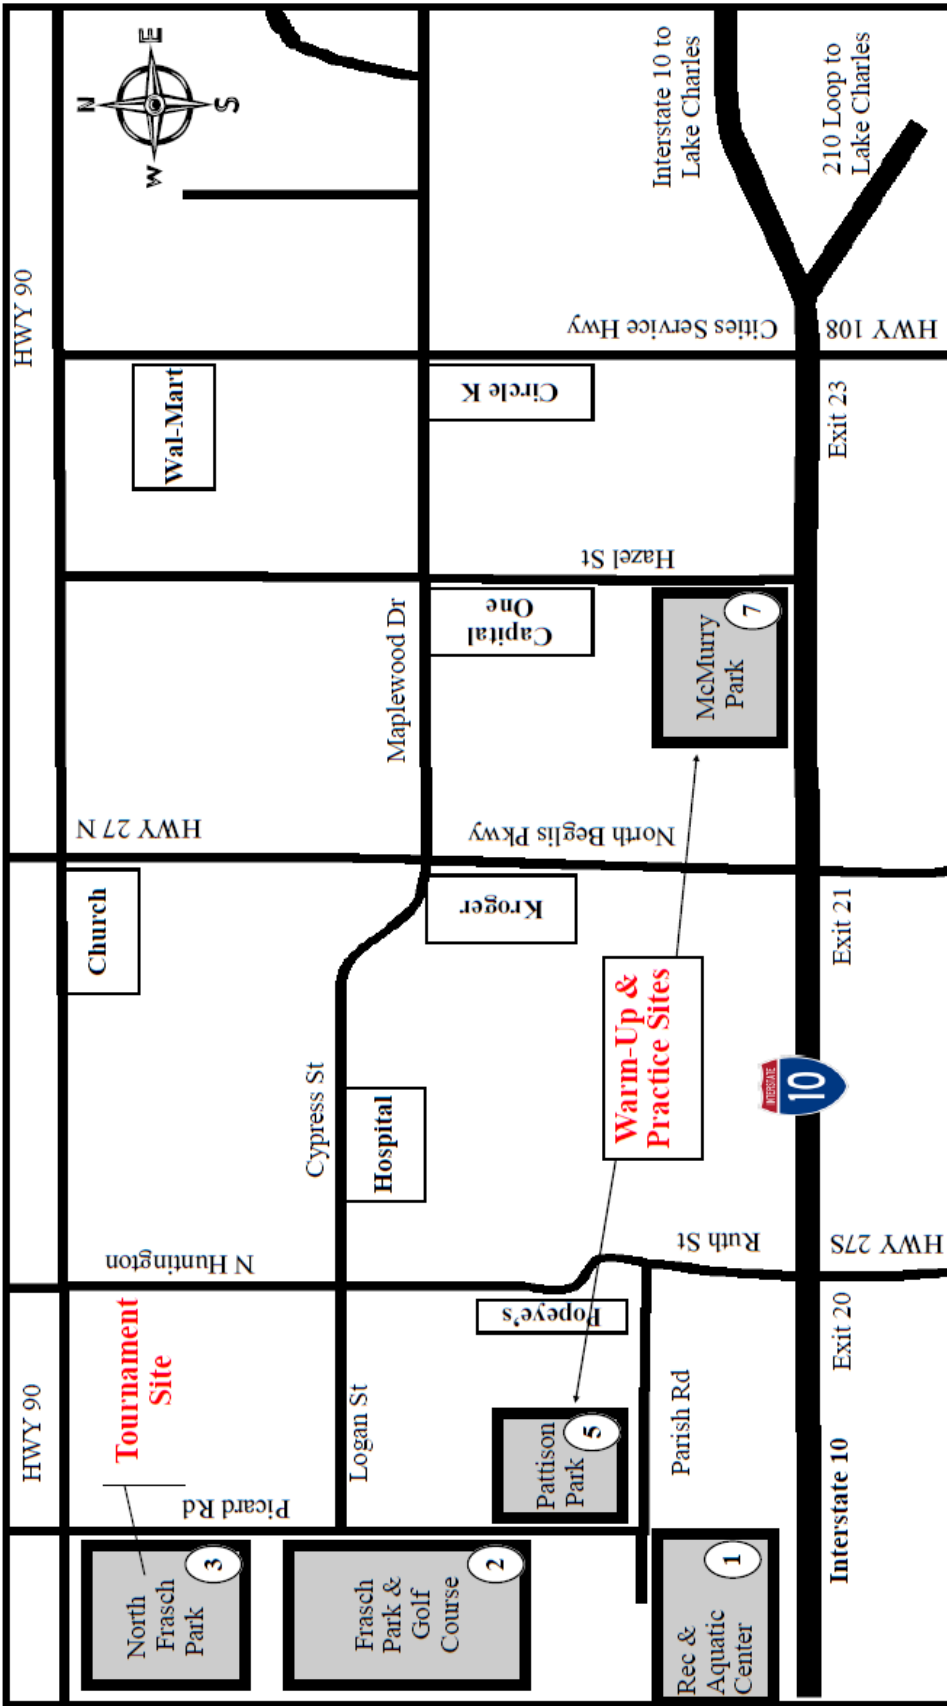 HWY 90
HWY 90
N
E
S
W
Interstate 10 to
Lake Charles
210 Loop to
Lake Charles
Cities Service Hwy
HWY 108
Wal-Mart
Circle K
Exit 23
Hazel St
Maplewood Dr
Capital
One
McMurry
Park
7
HWY 27 N
North Beglis Pkwy
Church
Kroger
Exit 21
Warm-Up &
Practice Sites
INTERSTATE
10
Cypress St
Hospital
N Huntington
Ruth St
HWY 27S
Tournament
Site
Popeye's
Exit 20
Logan St
Pattison
Park
5
Parish Rd
Picard Rd
Interstate 10
North
Frasch
Park
3
Frasch
Park &
Golf
Course
2
Rec &
Aquatic
Center
1